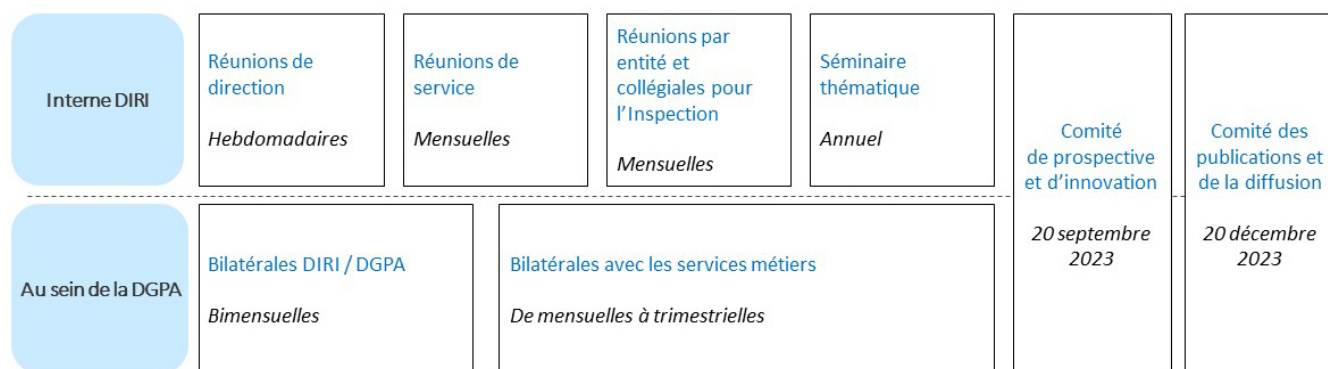 Interne DIRI
Réunions de
direction
Hebdomadaires
Réunions de
service
Mensuelles
Réunions par
entité et
collégiales pour
l’Inspection
Mensuelles
Séminaire
thématique
Annuel
Comité
de prospective
et d’innovation
20 septembre
2023
Comité des
publications et
de la diffusion
20 décembre
2023
Au sein de la DGPA
Bilatérales DIRI / DGPA
Bimensuelles
Bilatérales avec les services métiers
De mensuelles à trimestrielles